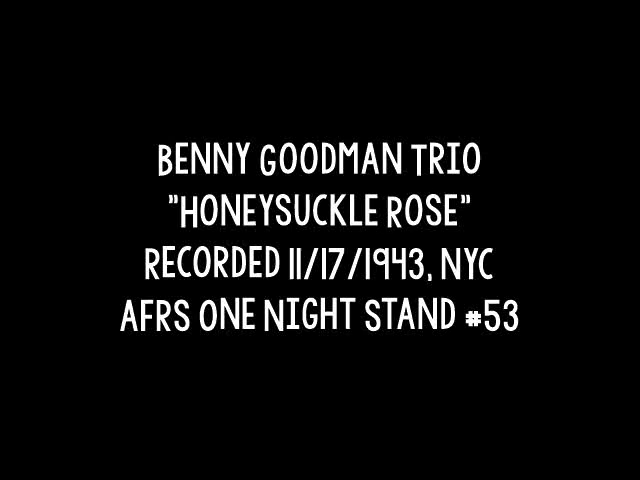 BENNY GOODMAN TRIO
"HONEYSUCKLE ROSE"
RECORDED 11/17/1943, NYC
AFRS ONE NIGHT STAND #53